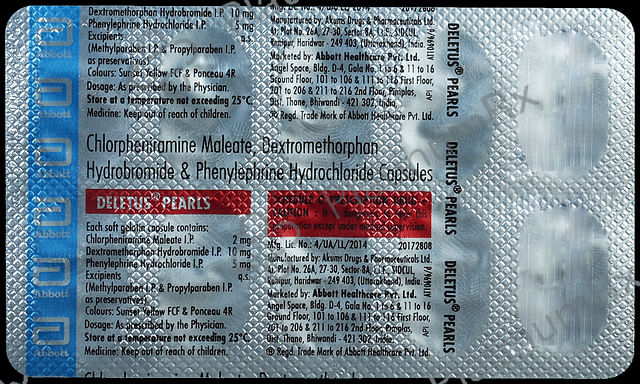 Dextromethorphan Hydrobromide I.P. 10 mg
Phenylephrine Hydrochloride I.P. 5 mg
Excipients q.s.
(Methylparaben I.P. & Propylparaben I.P.
as preservatives)
Colours: Sunset Yellow FCF & Ponceau 4R
Dosage: As prescribed by the Physician.
Store at a temperature not exceeding 25°C.
Medicine: Keep out of reach of children.
20172808
Manufactured by: Akums Drugs & Pharmaceuticals Ltd.
At, Plot No. 26A, 27-30, Sector-8A, I.I.E, SIDCUL,
Ranipur, Haridwar - 249 403, (Uttarakhand), India.
Marketed by: Abbott Healthcare Pvt. Ltd.
Angel Space, Bldg. D-4, Gala No. 1 to 6 & 11 to 16
Ground Floor, 101 to 106 & 111 to 116 First Floor,
201 to 206 & 211 to 216 2nd Floor, Pimplas,
Dist. Thane, Bhiwandi - 421 302, India.
® Regd. Trade Mark of Abbott Healthcare Pvt. Ltd.
Chlorpheniramine Maleate, Dextromethorphan
Hydrobromide & Phenylephrine Hydrochloride Capsules
DELETUS® PEARLS
Each soft gelatin capsule contains:
Chlorpheniramine Maleate I.P. 2 mg
Dextromethorphan Hydrobromide I.P. 10 mg
Phenylephrine Hydrochloride I.P. 5 mg
Excipients q.s.
(Methylparaben I.P. & Propylparaben I.P.
as preservatives)
Colours: Sunset Yellow FCF & Ponceau 4R
Dosage: As prescribed by the Physician.
Store at a temperature not exceeding 25°C.
Medicine: Keep out of reach of children.
Mfg. Lic. No.: 4/UA/LL/2014 20172808
Manufactured by: Akums Drugs & Pharmaceuticals Ltd.
At, Plot No. 26A, 27-30, Sector-8A, I.I.E, SIDCUL,
Ranipur, Haridwar - 249 403, (Uttarakhand), India.
Marketed by: Abbott Healthcare Pvt. Ltd.
Angel Space, Bldg. D-4, Gala No. 1 to 6 & 11 to 16
Ground Floor, 101 to 106 & 111 to 116 First Floor,
201 to 206 & 211 to 216 2nd Floor, Pimplas,
Dist. Thane, Bhiwandi - 421 302, India.
® Regd. Trade Mark of Abbott Healthcare Pvt. Ltd.
DELETUS® PEARLS
DELETUS® PEARLS
DELETUS® PEARLS
Abbott
Abbott
Abbott
Abbott
Abbott
Abbott